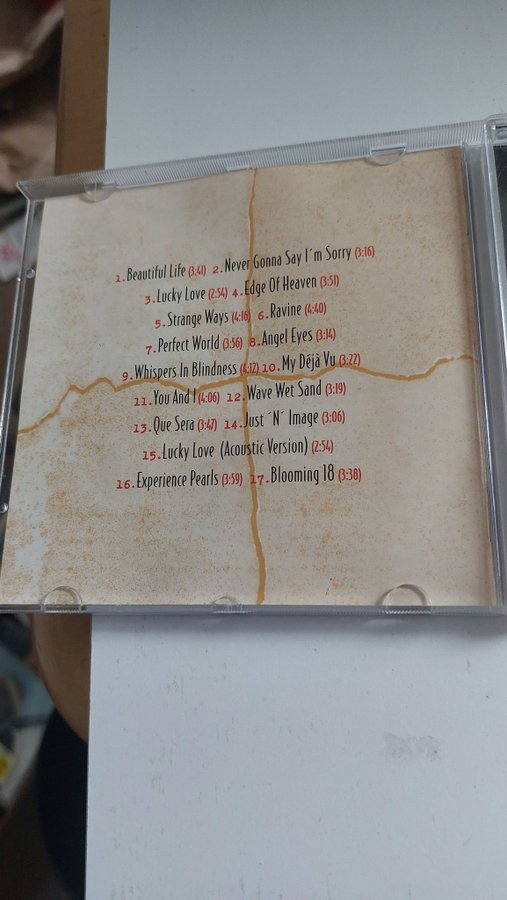 1.Beautiful Life (3:41) 2.Never Gonna Say I´m Sorry (3:16)
3.Lucky Love (2:54) 4.Edge Of Heaven (3:51)
5.Strange Ways (4:16) 6.Ravine (4:40)
7.Perfect World (3:56) 8.Angel Eyes (3:14)
9.Whispers In Blindness (4:12) 10.My Déjà Vu (3:22)
11.You And I (4:06) 12.Wave Wet Sand (3:19)
13.Que Sera (3:47) 14.Just ´N´ Image (3:06)
15.Lucky Love (Acoustic Version) (2:54)
16.Experience Pearls (3:59) 17.Blooming 18 (3:38)